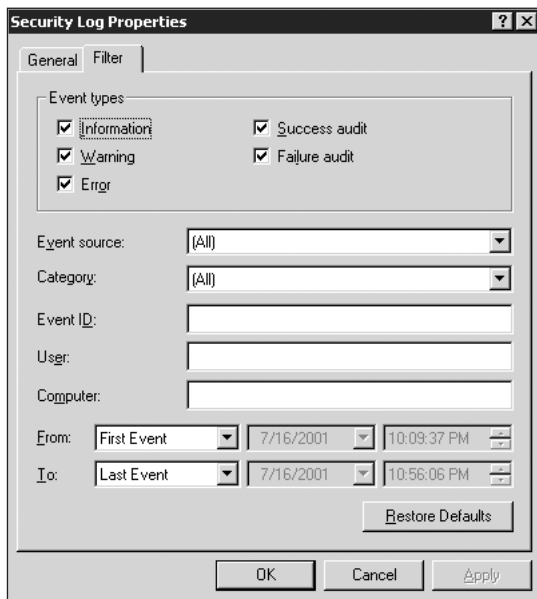 Security Log Properties
General Filter
Event types
Information Success audit
Warning Failure audit
Error
Event source: (All)
Category: (All)
Event ID:
User:
Computer:
From: First Event 7/16/2001 10:09:37 PM
To: Last Event 7/16/2001 10:56:06 PM
Restore Defaults
OK Cancel Apply